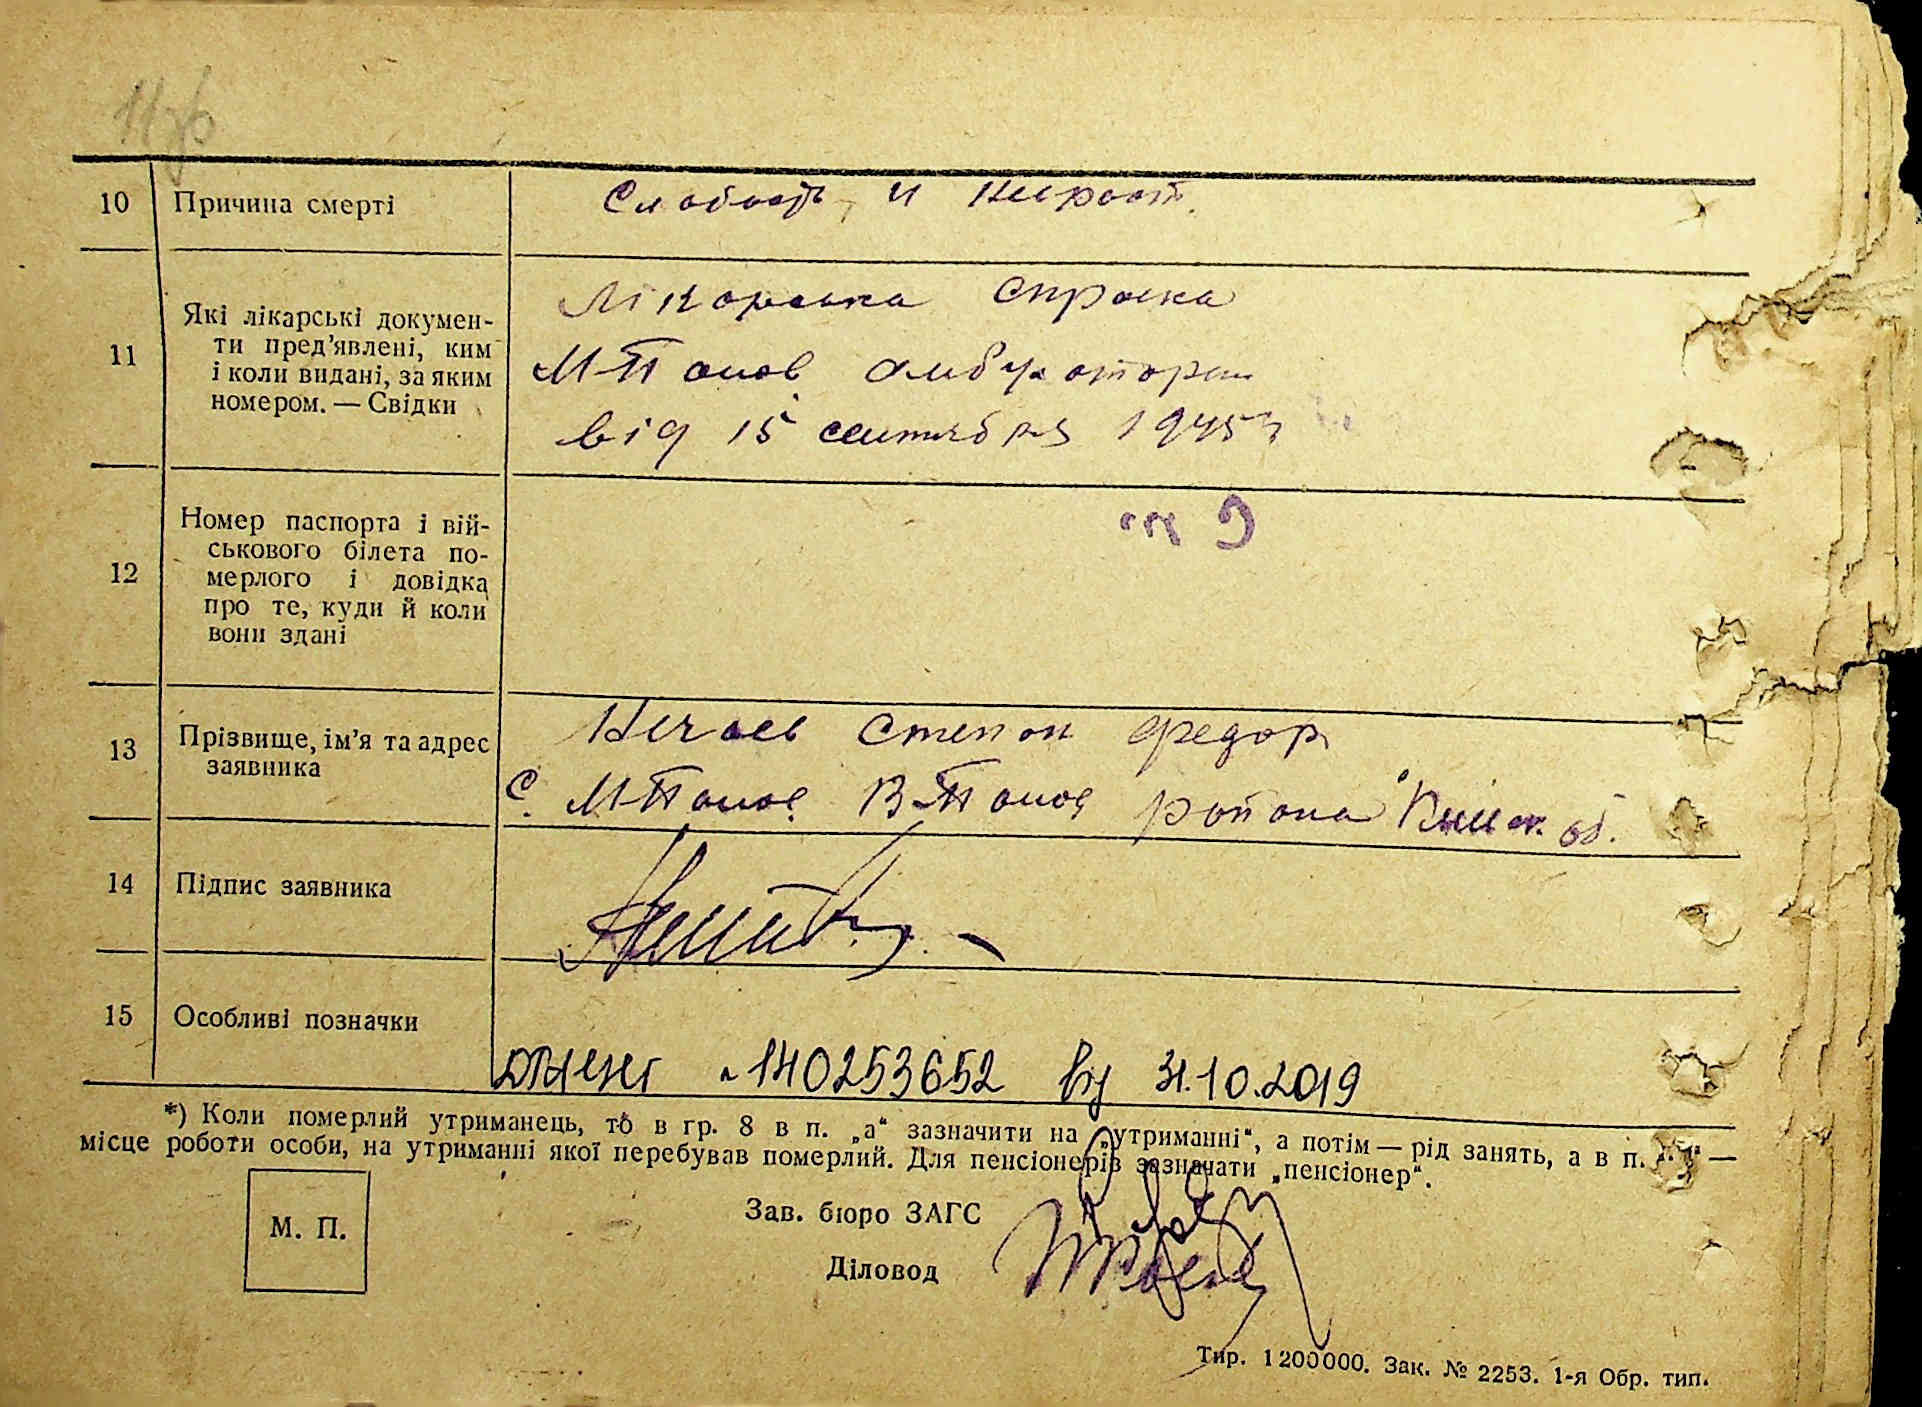 10 Причина смерті Слабость и
11 Які лікарські докумен-
ти пред’явлені, ким
і коли видані, за яким
номером. — Свідки
Лікарська справка
М-Попов амбулатории
від 15 сентября 1945 г
12 Номер паспорта і вій-
ськового білета по-
мерлого і довідка
про те, куди й коли
вони здані
13 Прізвище, ім’я та адрес
заявника
Нечаев Степан Федор
с. М-Попов В-Попов района об.
14 Підпис заявника
15 Особливі позначки
140253652 від 31.10.2019
*) Коли померлий утриманець, то в гр. 8 в п. „а“ зазначити на „утриманні“, а потім — рід занять, а в п. —
місце роботи особи, на утриманні якої перебував померлий. Для пенсіонерів зазначати „пенсіонер“.
М. П.
Зав. бюро ЗАГС
Діловод
Тир. 1200000. Зак. № 2253. 1-я Обр. тип.